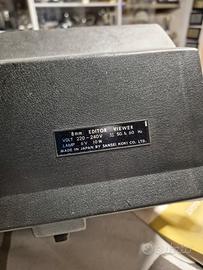 8mm EDITOR VIEWER
VOLT 220-240V 50 & 60 Hz
LAMP 6V 10W
MADE IN JAPAN BY SANSEI KOKI CO. LTD.
subito